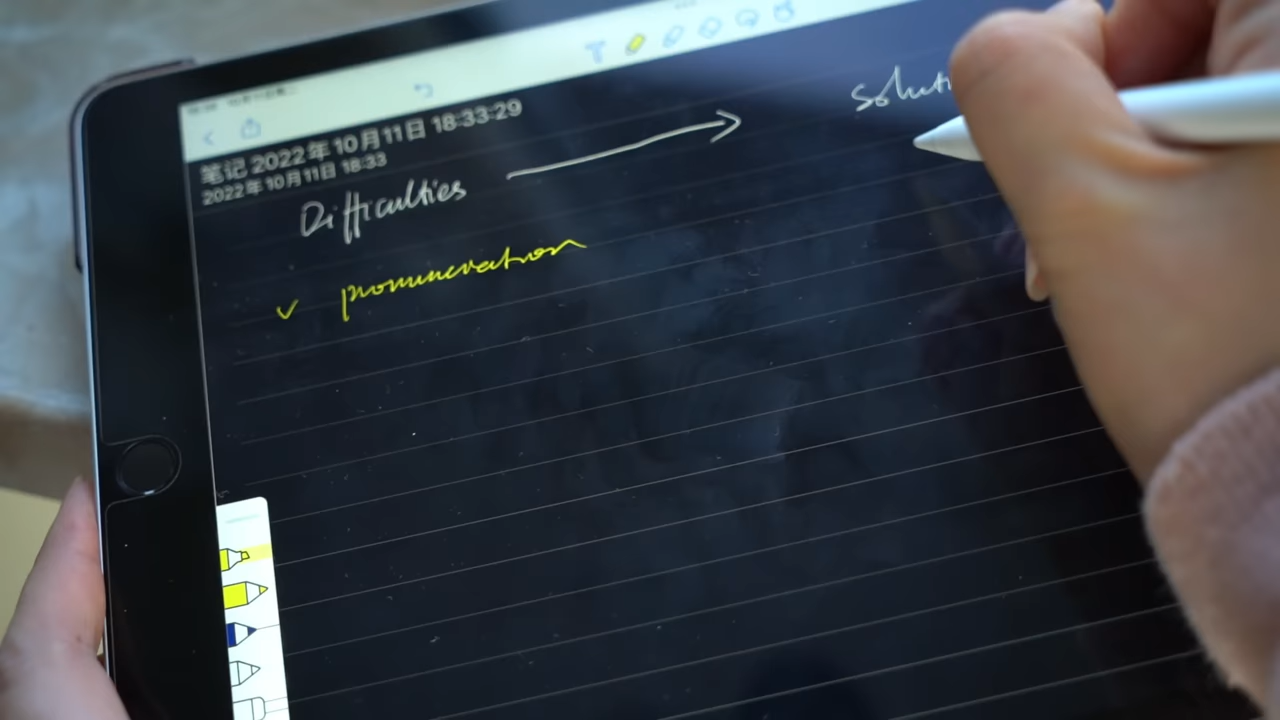 笔记 2022年10月11日 18:33:29
2022年10月11日 18:33
Difficulties → soluti
✓ pronunciation